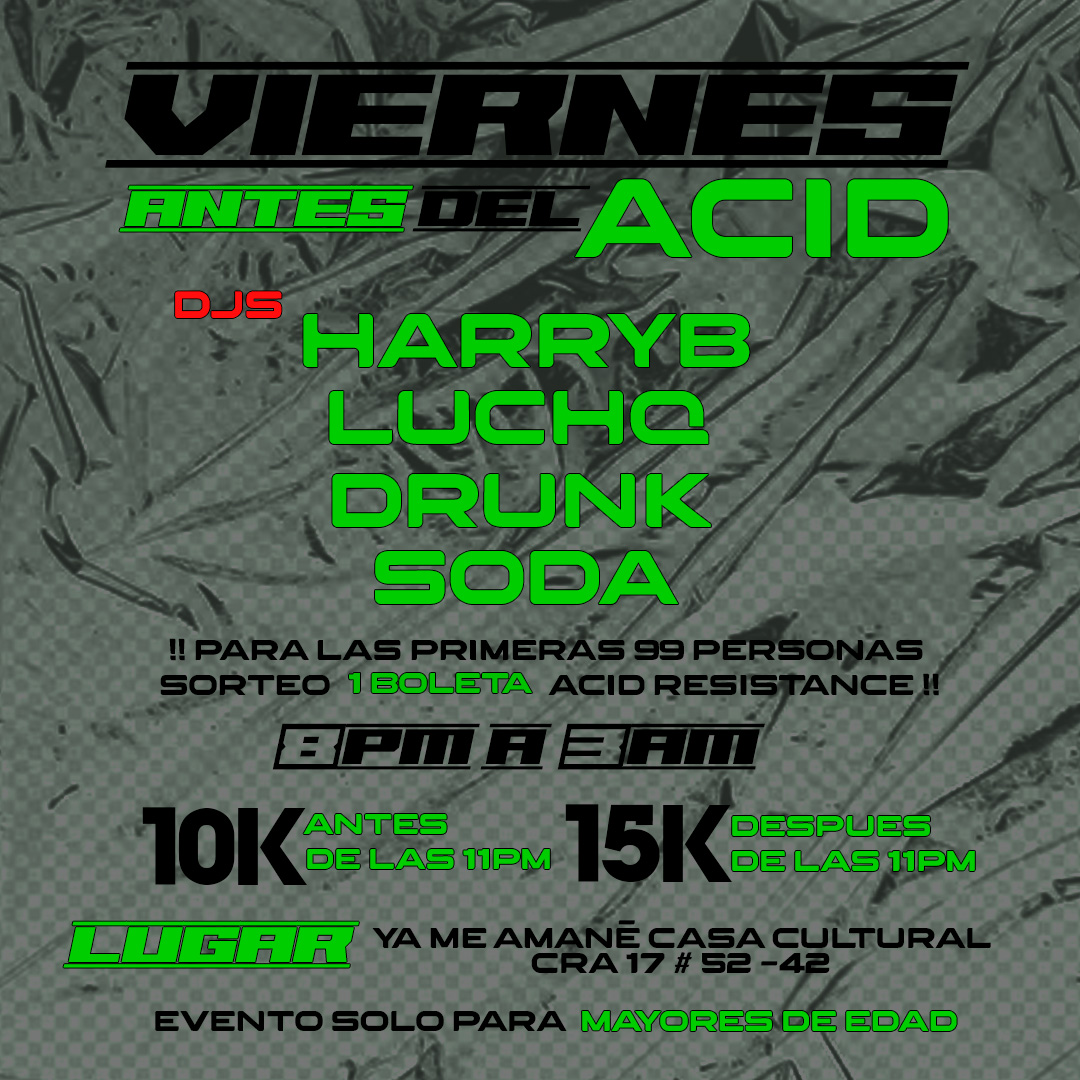 VIERNES
ANTES DEL ACID
DJS
HARRYB
LUCHO
DRUNK
SODA
!! PARA LAS PRIMERAS 99 PERSONAS
SORTEO 1 BOLETA ACID RESISTANCE !!
8PM A 3AM
10K ANTES
DE LAS 11PM
15K DESPUES
DE LAS 11PM
LUGAR YA ME AMANĒ CASA CULTURAL
CRA 17 # 52 -42
EVENTO SOLO PARA MAYORES DE EDAD